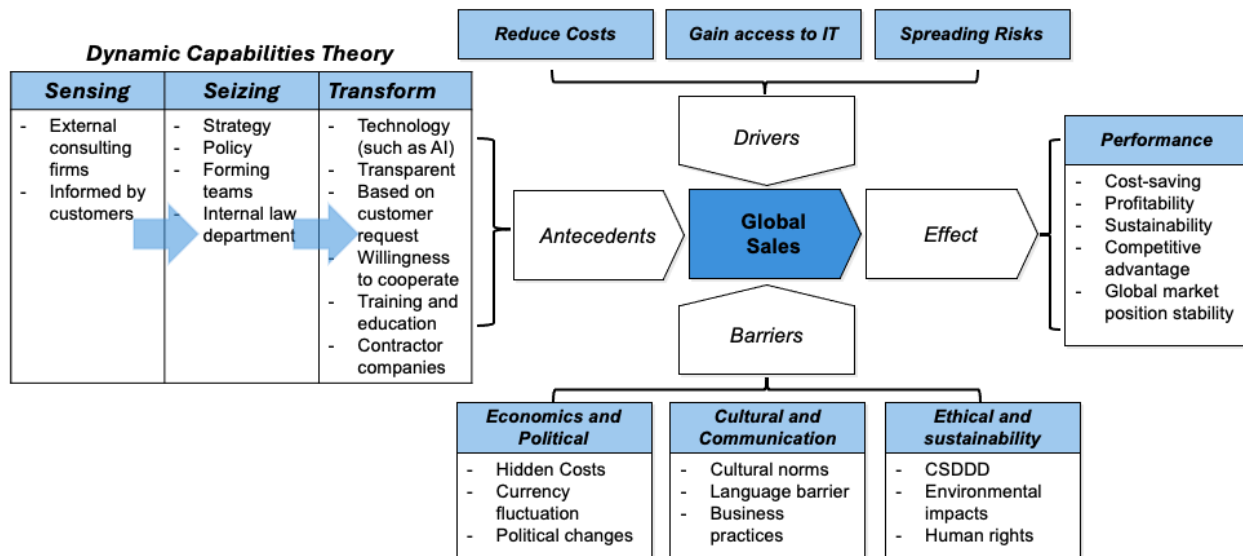 Reduce Costs
Gain access to IT
Spreading Risks
Dynamic Capabilities Theory
Sensing
- External
consulting
firms
- Informed by
customers
Seizing
- Strategy
- Policy
- Forming
teams
- Internal law
department
Transform
- Technology
(such as AI)
- Transparent
- Based on
customer
request
- Willingness
to cooperate
- Training and
education
- Contractor
companies
Drivers
Antecedents
Global
Sales
Effect
Barriers
Performance
- Cost-saving
- Profitability
- Sustainability
- Competitive
advantage
- Global market
position stability
Economics and
Political
- Hidden Costs
- Currency
fluctuation
- Political changes
Cultural and
Communication
- Cultural norms
- Language barrier
- Business
practices
Ethical and
sustainability
- CSDDD
- Environmental
impacts
- Human rights